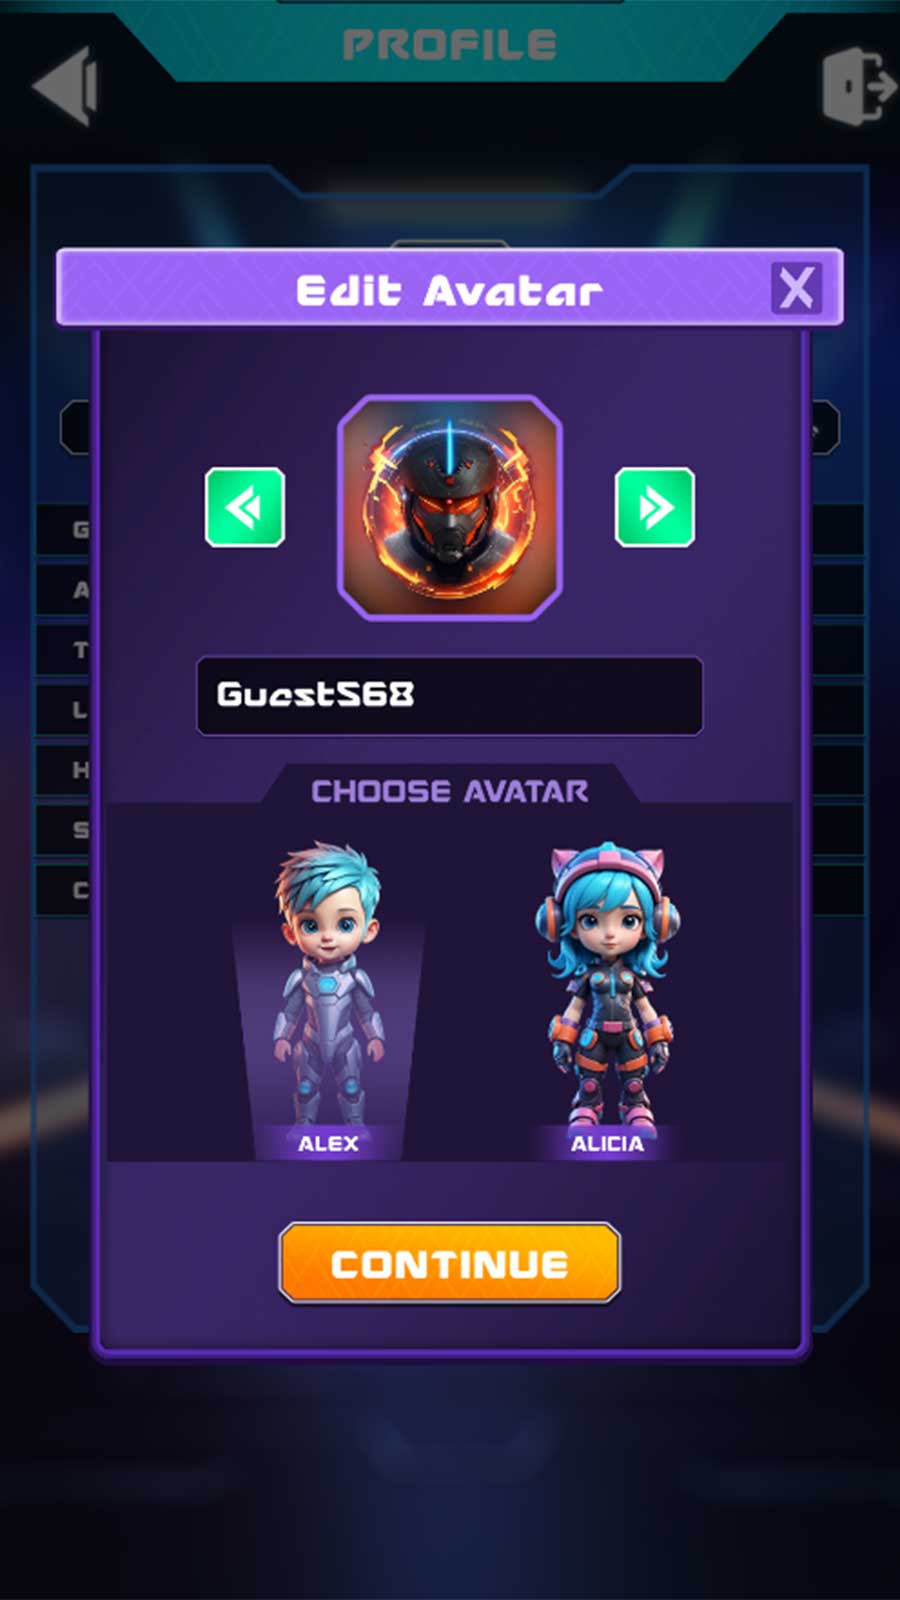 PROFILE
Edit Avatar
X
Guest568
G
A
T
L
H
S
C
CHOOSE AVATAR
ALEX
ALICIA
CONTINUE